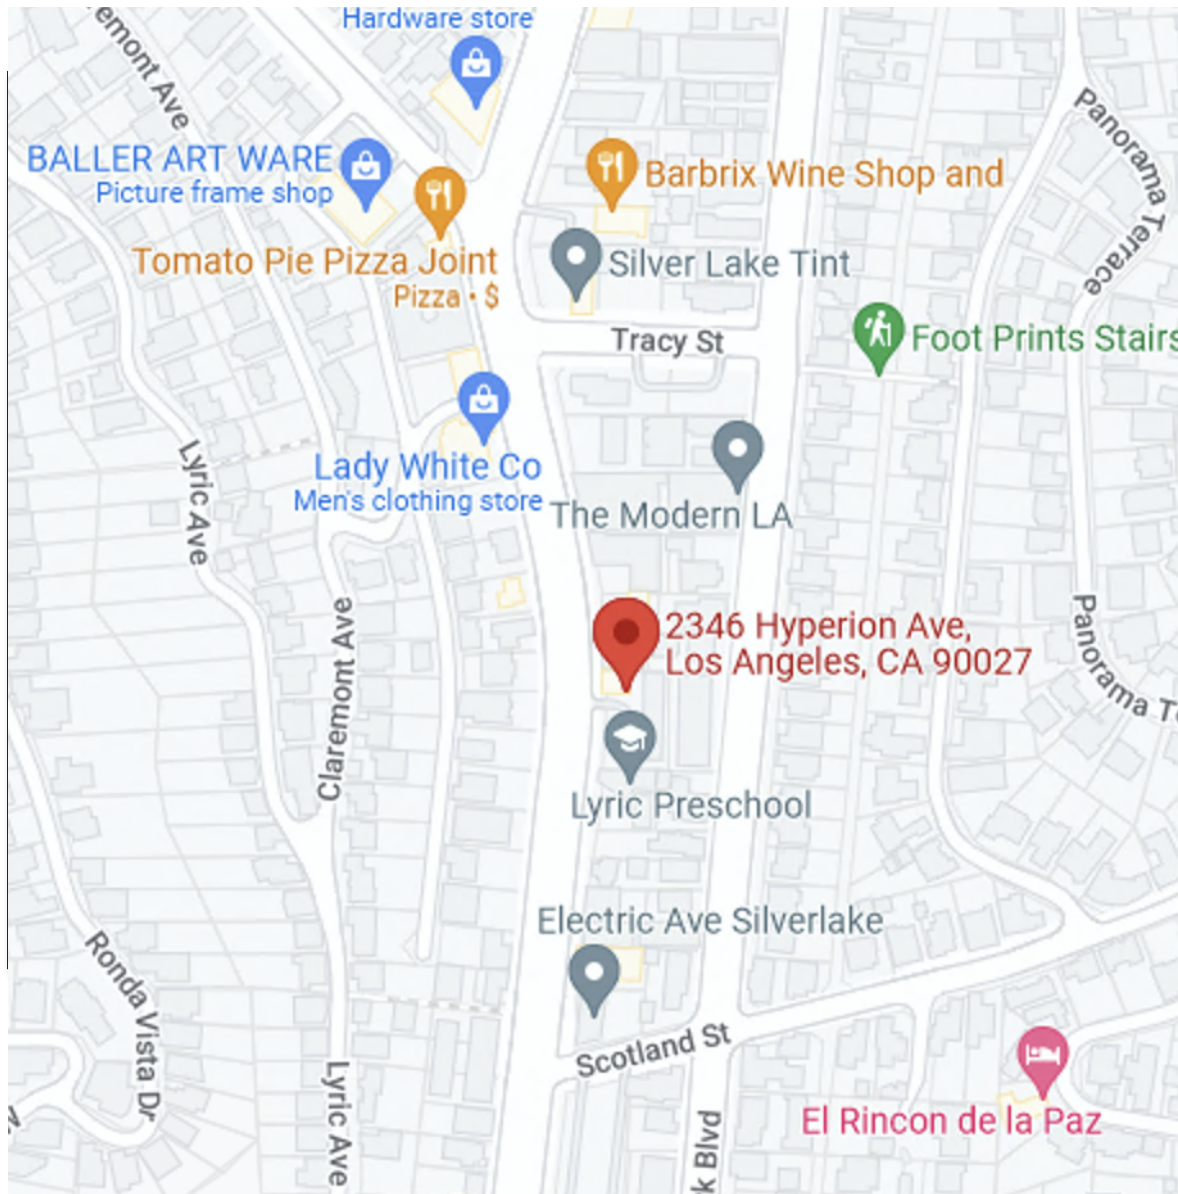 Hardware store
emont Ave
BALLER ART WARE
Picture frame shop
Barbrix Wine Shop and
Panorama Terrace
Tomato Pie Pizza Joint
Pizza • $
Silver Lake Tint
Tracy St
Foot Prints Stairs
Lyric Ave
Lady White Co
Men's clothing store
The Modern LA
2346 Hyperion Ave,
Los Angeles, CA 90027
Claremont Ave
Panorama Te
Lyric Preschool
Electric Ave Silverlake
Ronda Vista Dr
Scotland St
Lyric Ave
k Blvd
El Rincon de la Paz